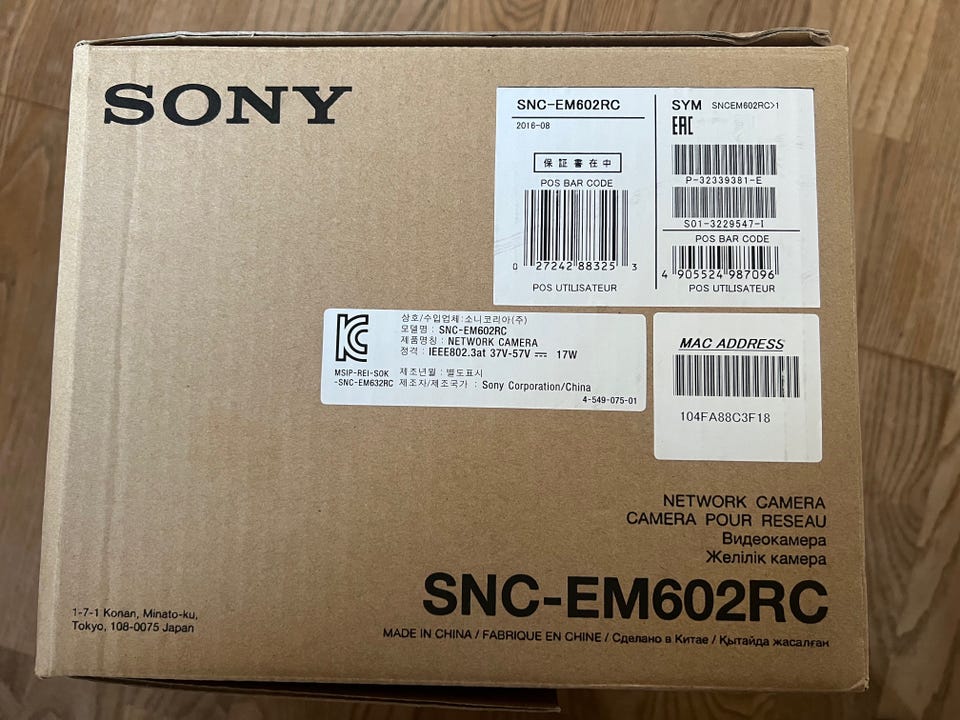 SONY
SNC-EM602RC
2016-08
保証書在中
POS BAR CODE
0 27242 88325 3
POS UTILISATEUR
SYM SNCEM602RC>1
EAC
P-32339381-E
S01-3229547-I
POS BAR CODE
4 905524 987096
POS UTILISATEUR
MSIP-REI-SOK
-SNC-EM632RC
상호/수입업체:소니코리아(주)
모델명 : SNC-EM602RC
제품명칭 : NETWORK CAMERA
정격 : IEEE802.3at 37V-57V ⎓ 17W
제조년월 : 별도표시
제조자/제조국가 : Sony Corporation/China
4-549-075-01
MAC ADDRESS
104FA88C3F18
NETWORK CAMERA
CAMERA POUR RESEAU
Видеокамера
Желілік камера
SNC-EM602RC
1-7-1 Konan, Minato-ku,
Tokyo, 108-0075 Japan
MADE IN CHINA / FABRIQUE EN CHINE / Сделано в Китае / Қытайда жасалған